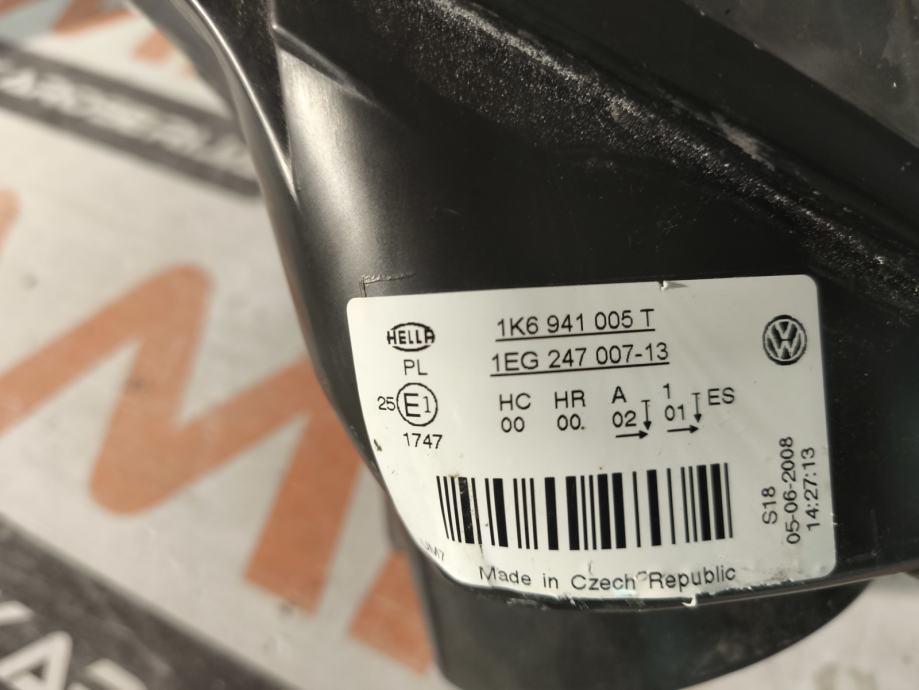 HELLA
1K6 941 005 T
PL
1EG 247 007-13
25 E1
1747
HC HR A 1 ES
00 00. 02 01
S18
05-06-2008
14:27:13
Made in Czech Republic